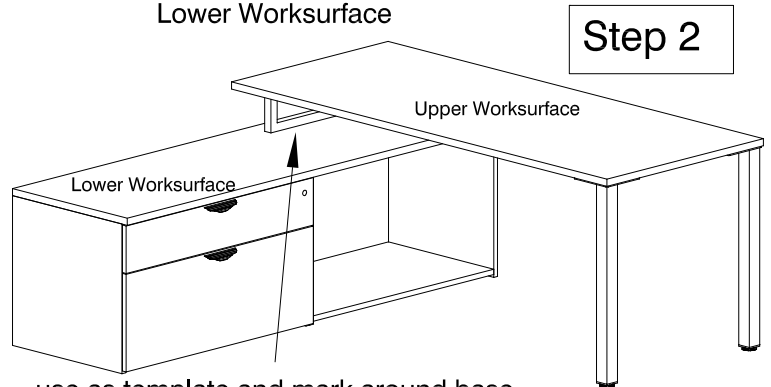 Lower Worksurface
Step 2
Upper Worksurface
Lower Worksurface
use as template and mark around base